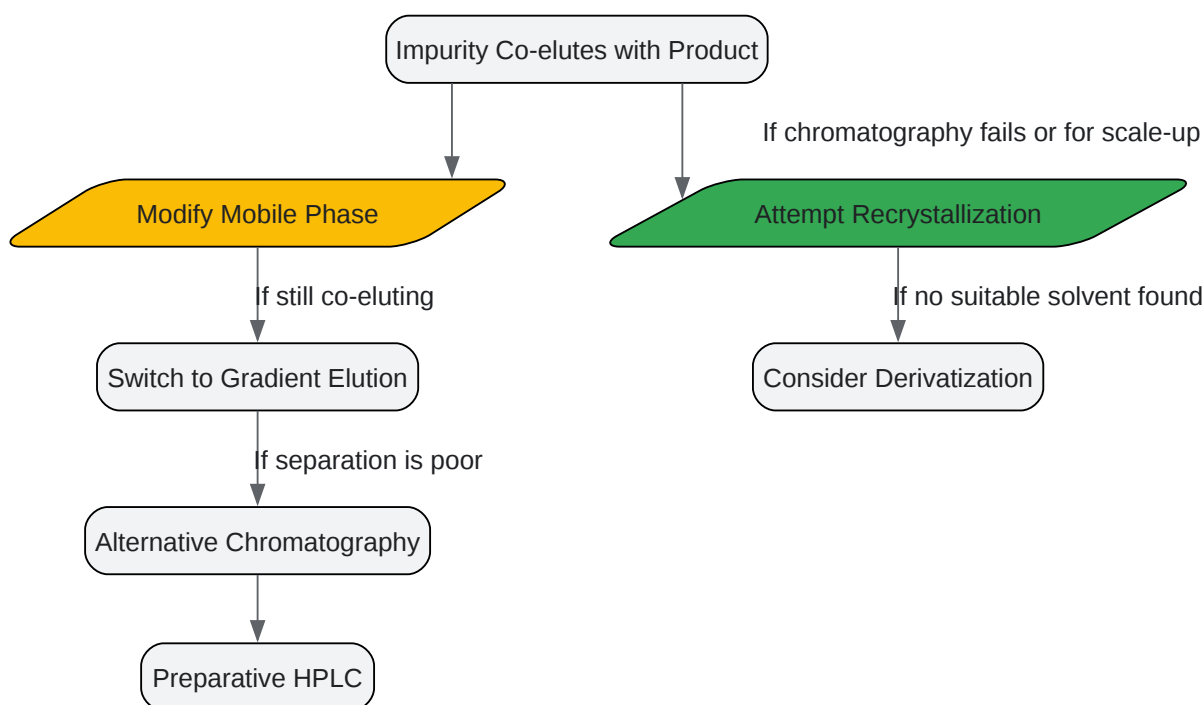 Impurity Co-elutes with Product
If chromatography fails or for scale-up
Modify Mobile Phase
Attempt Recrystallization
If still co-eluting
If no suitable solvent found
Switch to Gradient Elution
Consider Derivatization
If separation is poor
Alternative Chromatography
Preparative HPLC